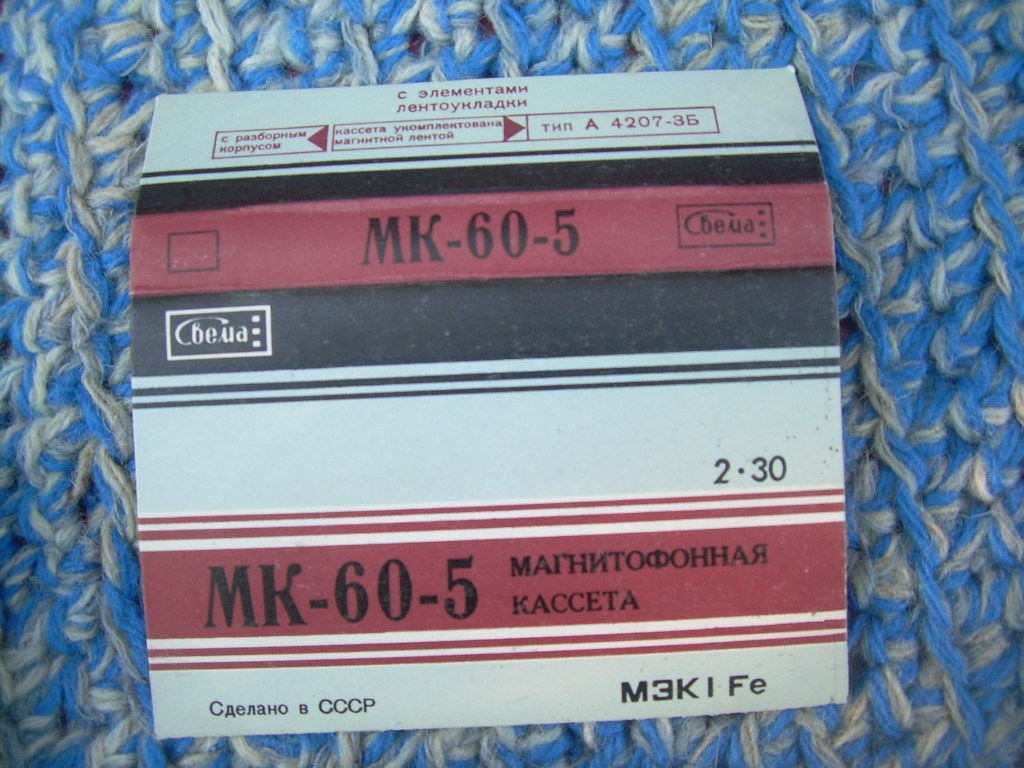 с элементами
лентоукладки
с разборным
корпусом
кассета укомплектована
магнитной лентой
тип А 4207-3Б
МК-60-5
Свема
Свема
2·30
МК-60-5
МАГНИТОФОННАЯ
КАССЕТА
Сделано в СССР
МЭК I Fe